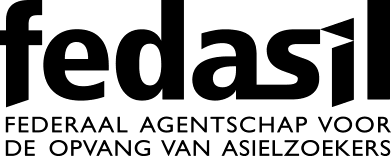 fedasil
FEDERAAL AGENTSCHAP VOOR
DE OPVANG VAN ASIELZOEKERS